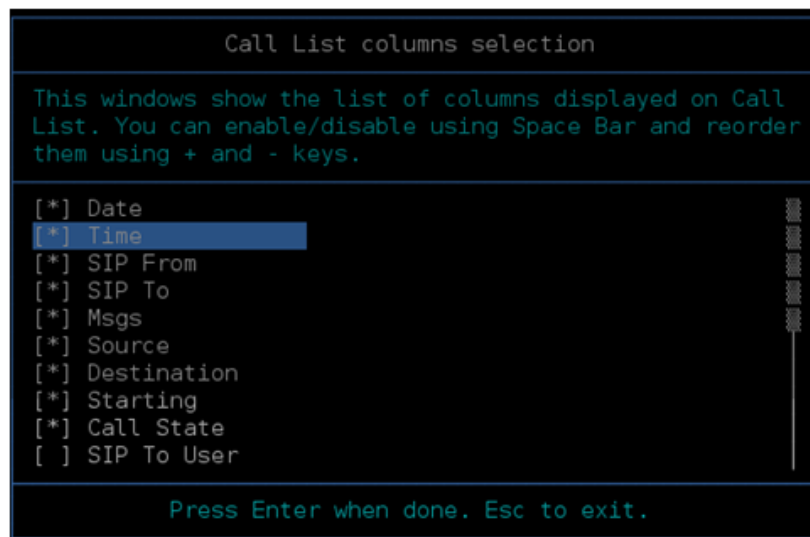 Call List columns selection
This windows show the list of columns displayed on Call
List. You can enable/disable using Space Bar and reorder
them using + and - keys.
[*] Date
[*] Time
[*] SIP From
[*] SIP To
[*] Msgs
[*] Source
[*] Destination
[*] Starting
[*] Call State
[ ] SIP To User
Press Enter when done. Esc to exit.